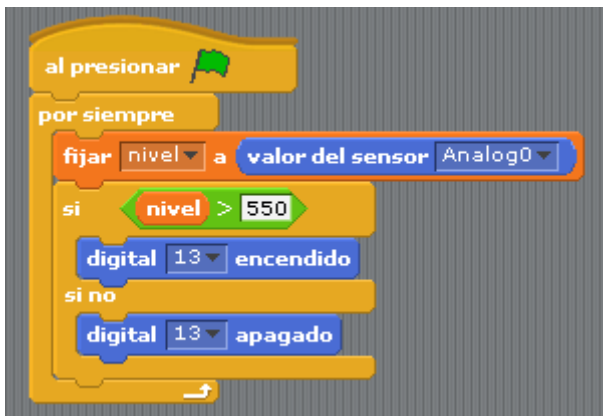 al presionar
por siempre
fijar nivel a valor del sensor Analog0
si nivel > 550
digital 13 encendido
si no
digital 13 apagado